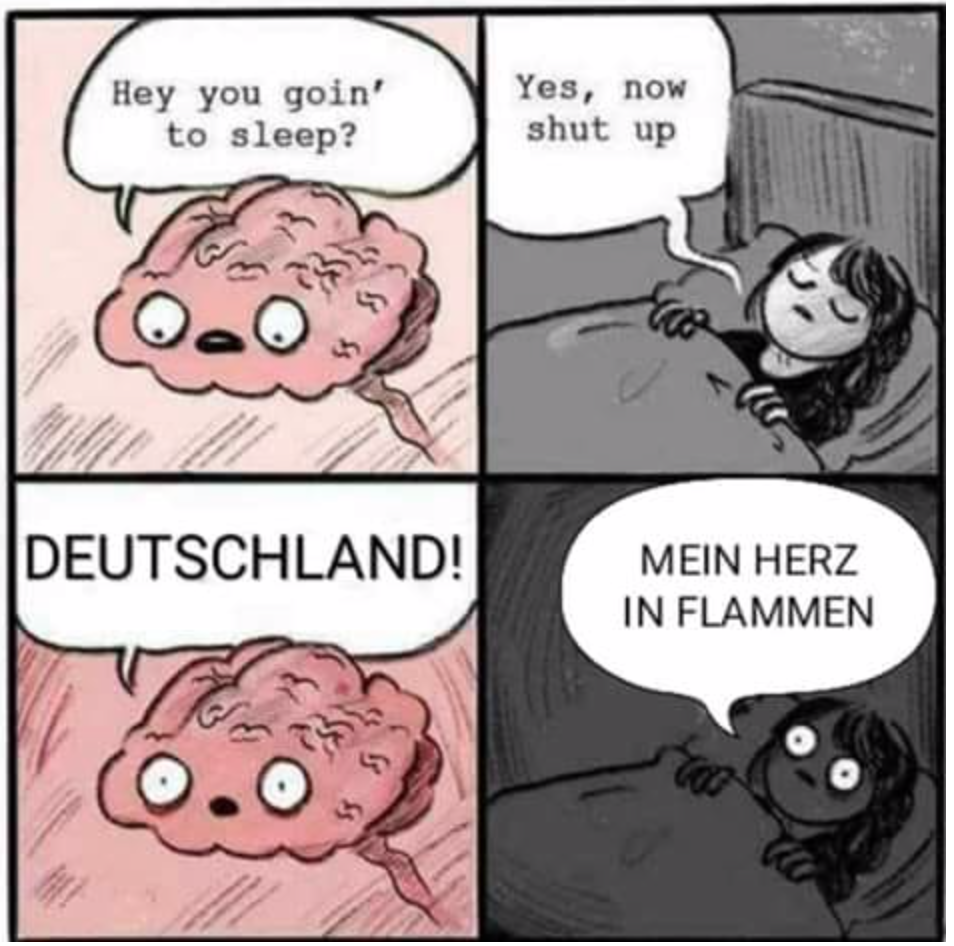 Hey you goin'
to sleep?
Yes, now
shut up
DEUTSCHLAND!
MEIN HERZ
IN FLAMMEN